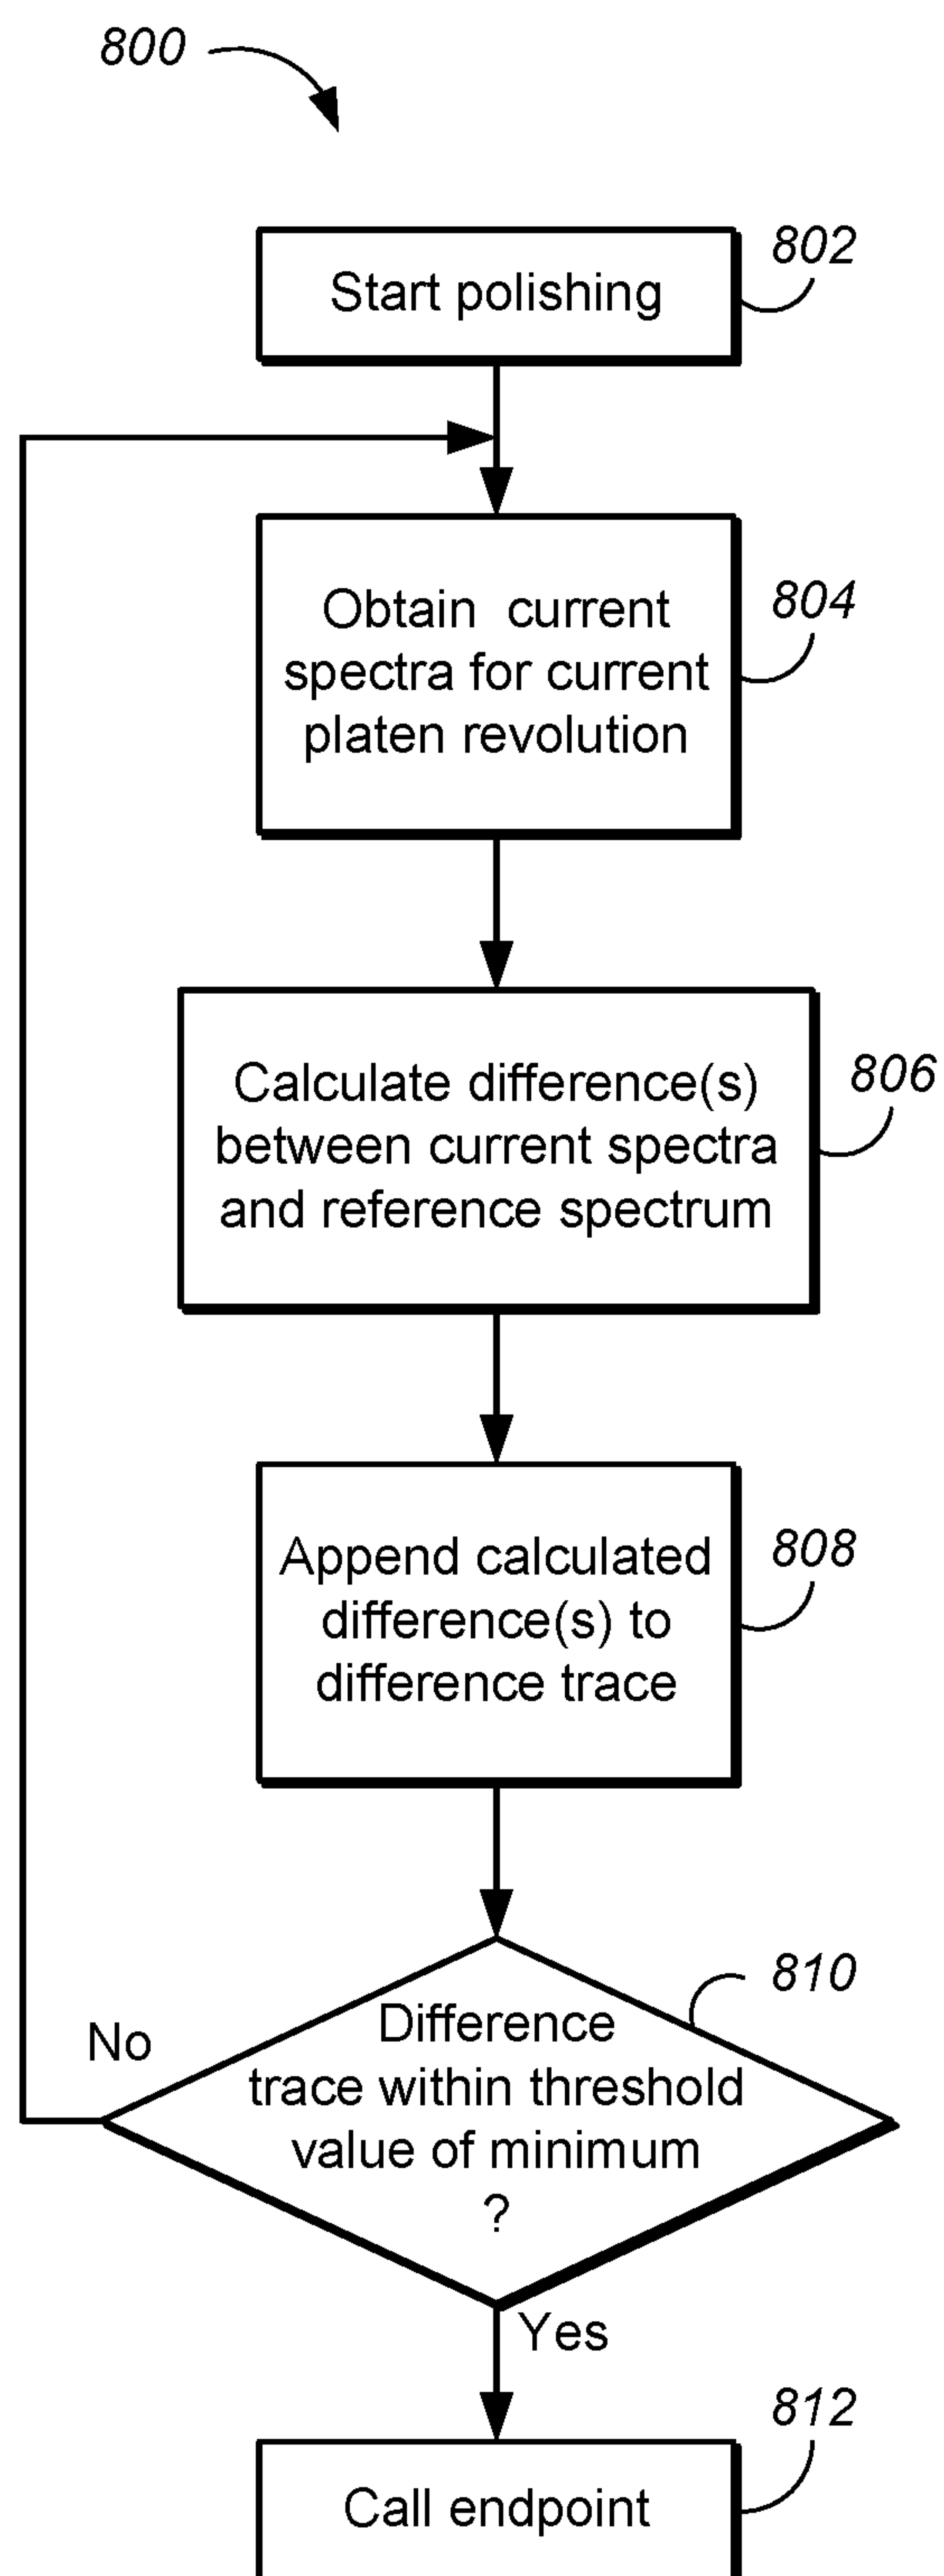 800
802
Start polishing
804
Obtain current
spectra for current
platen revolution
806
Calculate difference(s)
between current spectra
and reference spectrum
808
Append calculated
difference(s) to
difference trace
810
Difference
trace within threshold
value of minimum
?
No
Yes
812
Call endpoint